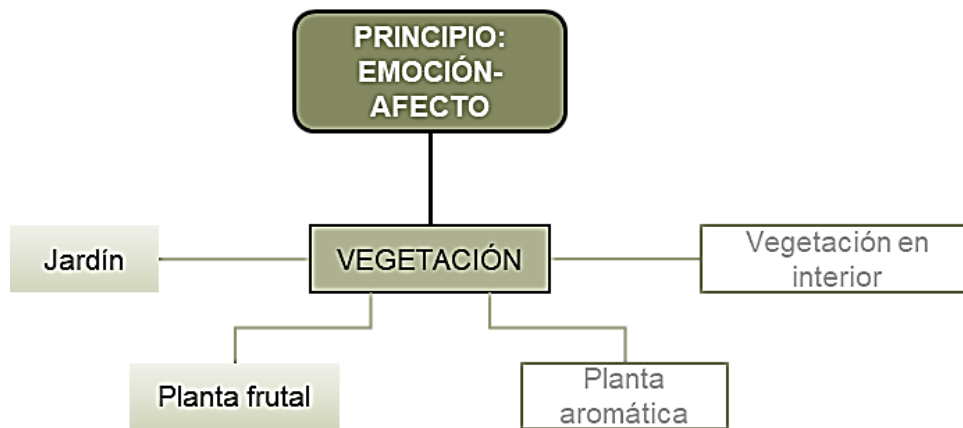 PRINCIPIO:
EMOCIÓN-
AFECTO
Jardín
VEGETACIÓN
Vegetación en
interior
Planta frutal
Planta
aromática